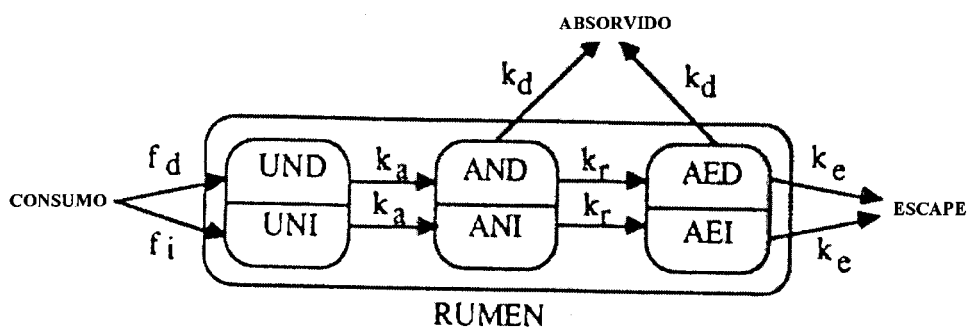 ABSORVIDO
k_d k_d
f_d UND k_a AND k_r AED k_e
CONSUMO ESCAPE
f_i UNI k_a ANI k_r AEI k_e
RUMEN